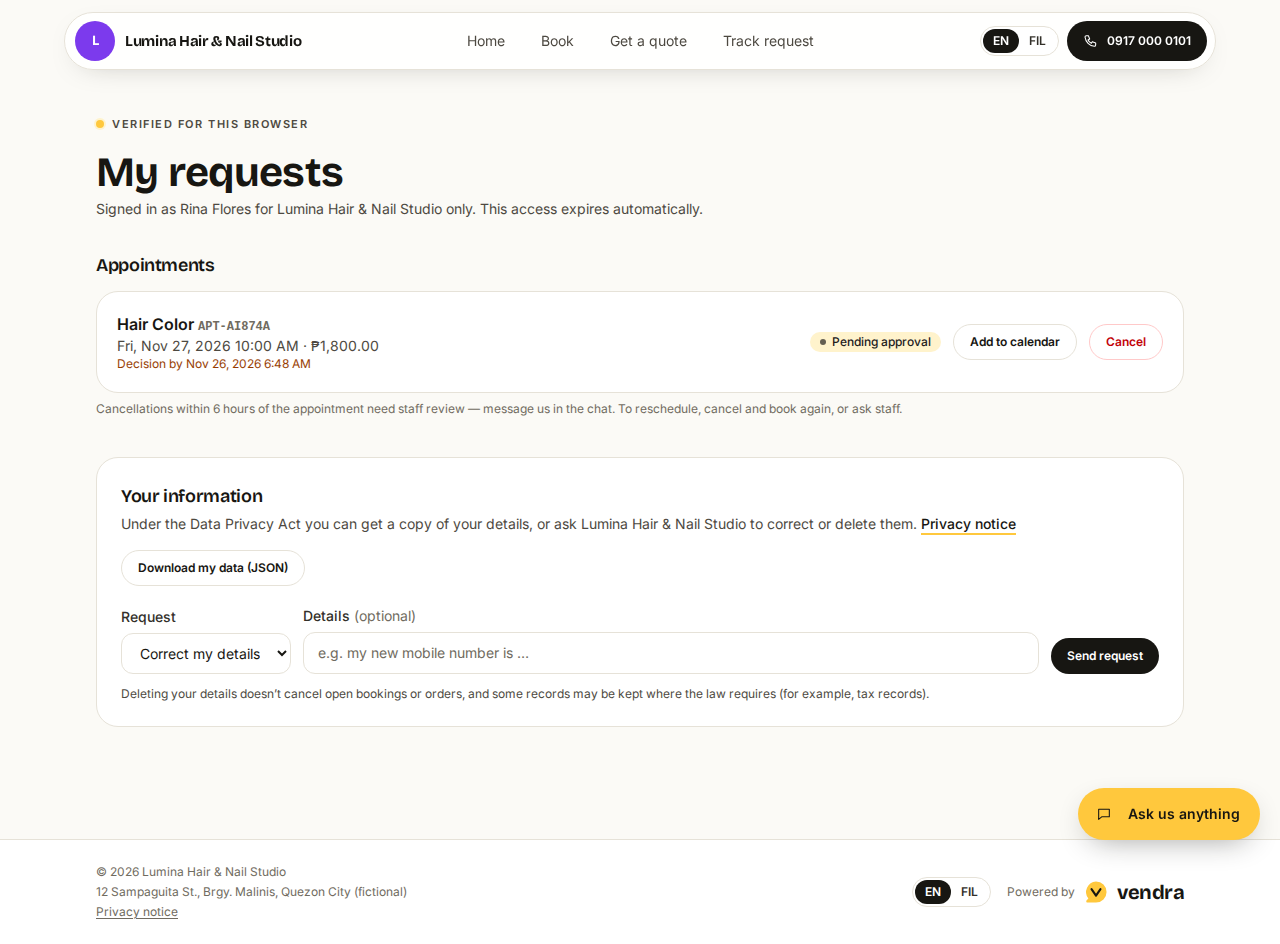 L Lumina Hair & Nail Studio Home Book Get a quote Track request EN FIL 0917 000 0101
VERIFIED FOR THIS BROWSER
My requests
Signed in as Rina Flores for Lumina Hair & Nail Studio only. This access expires automatically.
Appointments
Hair Color APT-AI874A
Fri, Nov 27, 2026 10:00 AM · ₱1,800.00
Decision by Nov 26, 2026 6:48 AM
Pending approval Add to calendar Cancel
Cancellations within 6 hours of the appointment need staff review — message us in the chat. To reschedule, cancel and book again, or ask staff.
Your information
Under the Data Privacy Act you can get a copy of your details, or ask Lumina Hair & Nail Studio to correct or delete them. Privacy notice
Download my data (JSON)
Request Details (optional)
Correct my details e.g. my new mobile number is ... Send request
Deleting your details doesn't cancel open bookings or orders, and some records may be kept where the law requires (for example, tax records).
Ask us anything
© 2026 Lumina Hair & Nail Studio
12 Sampaguita St., Brgy. Malinis, Quezon City (fictional)
Privacy notice
EN FIL Powered by vendra